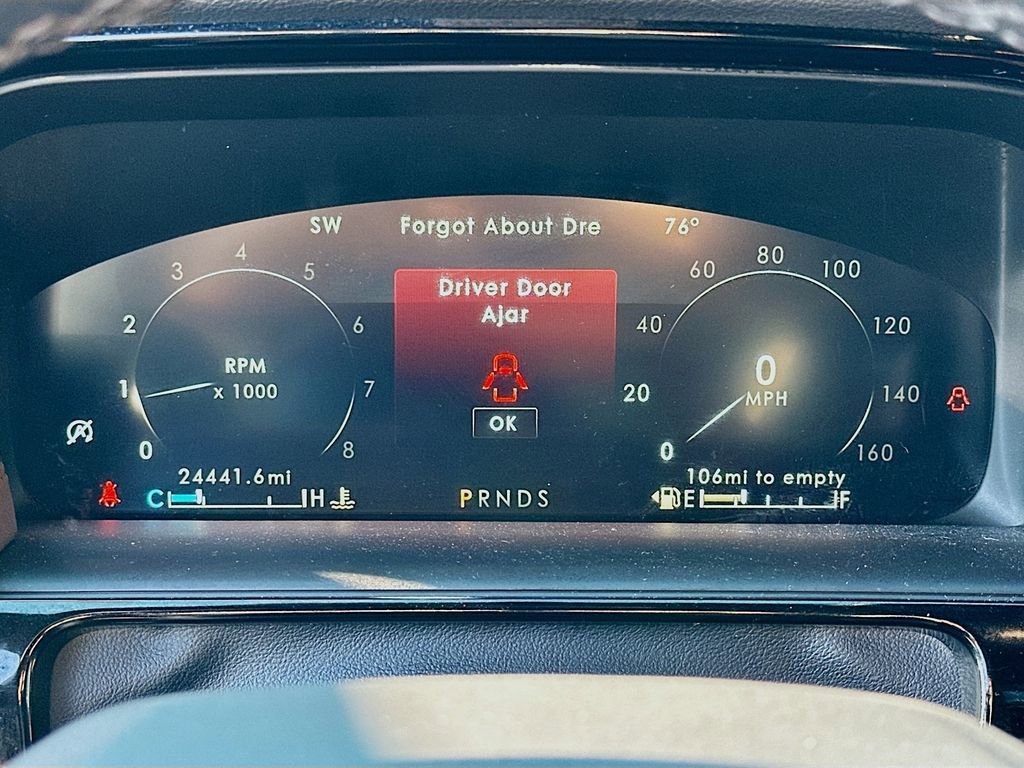 SW Forgot About Dre 76°
Driver Door
Ajar
OK
0
1
2
3
4
5
6
7
8
RPM
x 1000
0
20
40
60
80
100
120
140
160
0
MPH
24441.6mi
C H
PRNDS
106mi to empty
E F